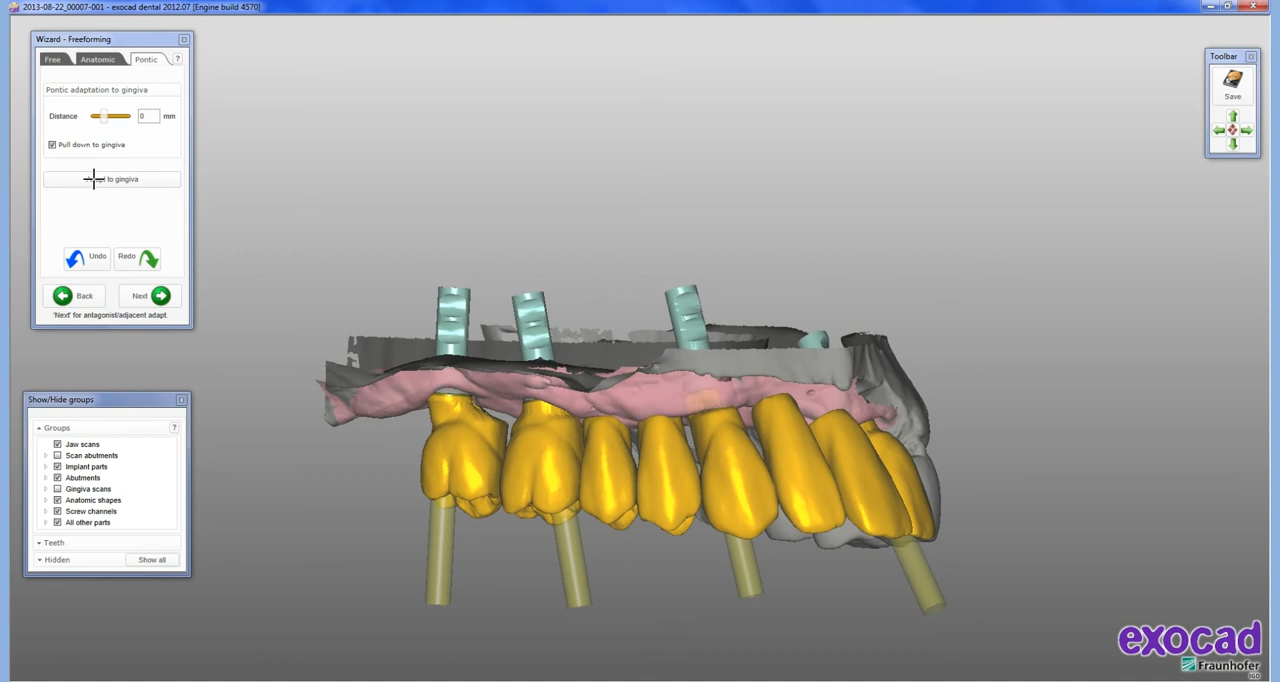 2013-08-22_00007-001 - exocad dental 2012.07 [Engine build 4570]
Wizard - Freeforming
Free Anatomic Pontic ?
Pontic adaptation to gingiva
Distance 0 mm
Pull down to gingiva
to gingiva
Undo Redo
Back Next
'Next' for antagonist/adjacent adapt.
Toolbar
Save
Show/Hide groups
Groups ?
Jaw scans
Scan abutments
Implant parts
Abutments
Gingiva scans
Anatomic shapes
Screw channels
All other parts
Teeth
Hidden Show all
exocad
Fraunhofer
IGD